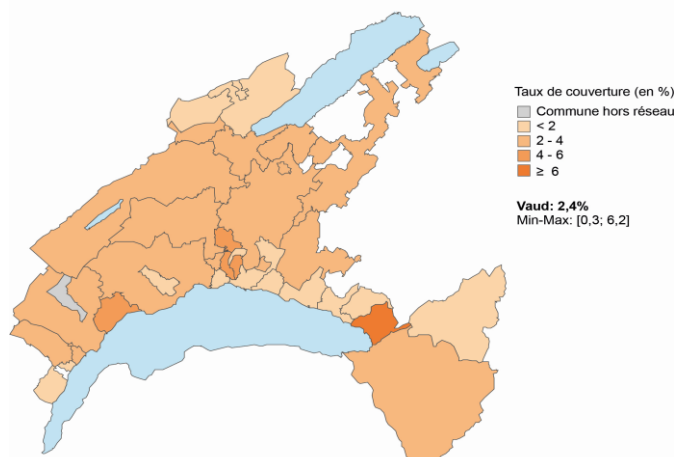 Taux de couverture (en %)
Commune hors réseau
< 2
2 - 4
4 - 6
≥ 6
Vaud: 2,4%
Min-Max: [0,3; 6,2]